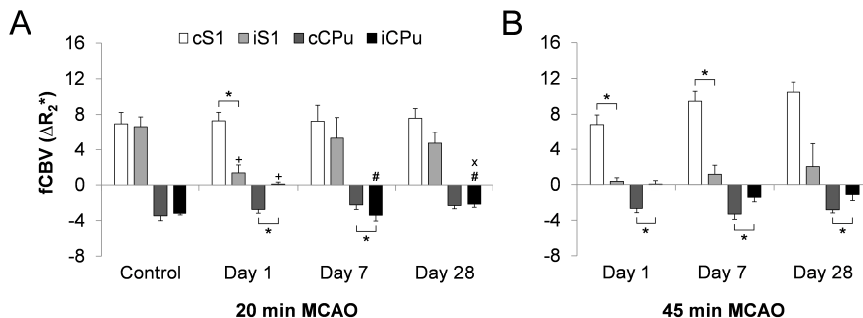 A
B
cS1 iS1 cCPu iCPu
fCBV (ΔR₂*)
16
12
8
4
0
-4
-8
*
+
+
*
#
*
x
#
Control Day 1 Day 7 Day 28
20 min MCAO
16
12
8
4
0
-4
-8
*
*
*
*
*
Day 1 Day 7 Day 28
45 min MCAO